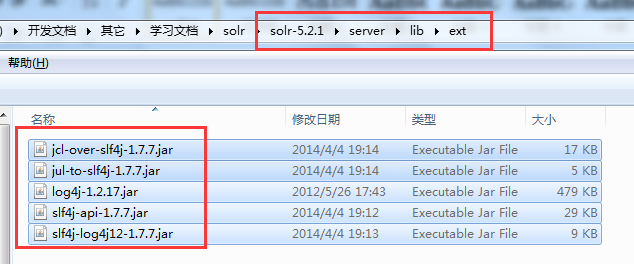 开发文档 其它 学习文档 solr solr-5.2.1 server lib ext
帮助(H)
名称 修改日期 类型 大小
jcl-over-slf4j-1.7.7.jar 2014/4/4 19:14 Executable Jar File 17 KB
jul-to-slf4j-1.7.7.jar 2014/4/4 19:14 Executable Jar File 5 KB
log4j-1.2.17.jar 2012/5/26 17:43 Executable Jar File 479 KB
slf4j-api-1.7.7.jar 2014/4/4 19:12 Executable Jar File 29 KB
slf4j-log4j12-1.7.7.jar 2014/4/4 19:13 Executable Jar File 9 KB